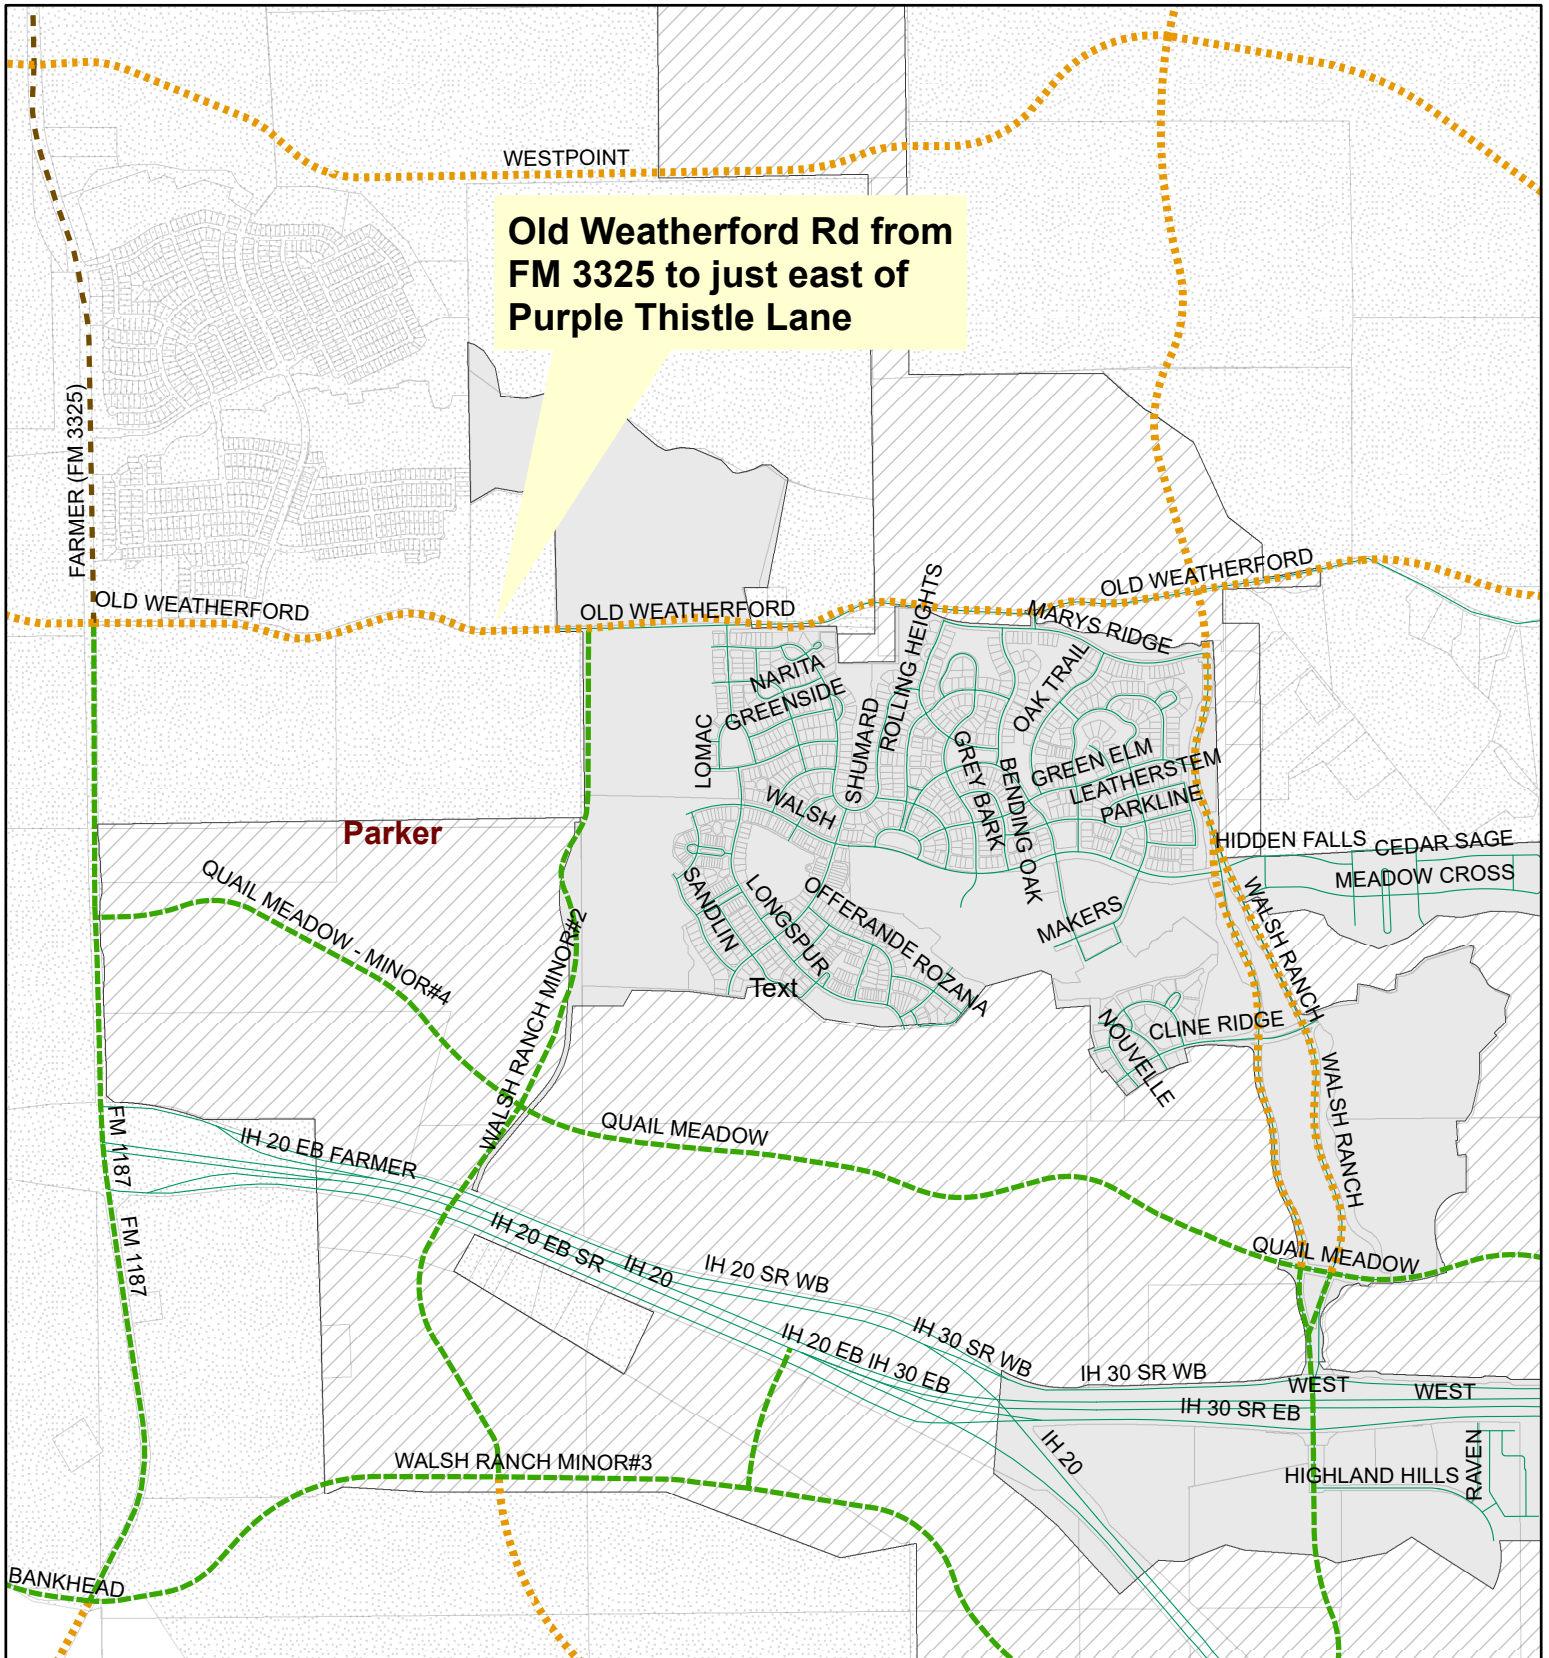 WESTPOINT
Old Weatherford Rd from
FM 3325 to just east of
Purple Thistle Lane
FARMER (FM 3325)
OLD WEATHERFORD
OLD WEATHERFORD
OLD WEATHERFORD
MARYS RIDGE
ROLLING HEIGHTS
NARITA
GREENSIDE
OAK TRAIL
LOMAC
SHUMARD
GREY BARK
BENDING OAK
GREEN ELM
LEATHERSTEM
PARKLINE
WALSH
Parker
HIDDEN FALLS
CEDAR SAGE
MEADOW CROSS
QUAIL MEADOW - MINOR#4
SANDLIN
LONGSPUR
OFFERANDE
ROZANA
MAKERS
WALSH RANCH
WALSH RANCH MINOR#2
Text
NOUVELLE
CLINE RIDGE
WALSH RANCH
QUAIL MEADOW
FM 1187
IH 20 EB FARMER
FM 1187
IH 20 EB SR
IH 20
IH 20 SR WB
QUAIL MEADOW
IH 20 EB
IH 30 EB
IH 30 SR WB
IH 30 SR WB
WEST
WEST
IH 30 SR EB
IH 20
WALSH RANCH MINOR#3
HIGHLAND HILLS
RAVEN
BANKHEAD